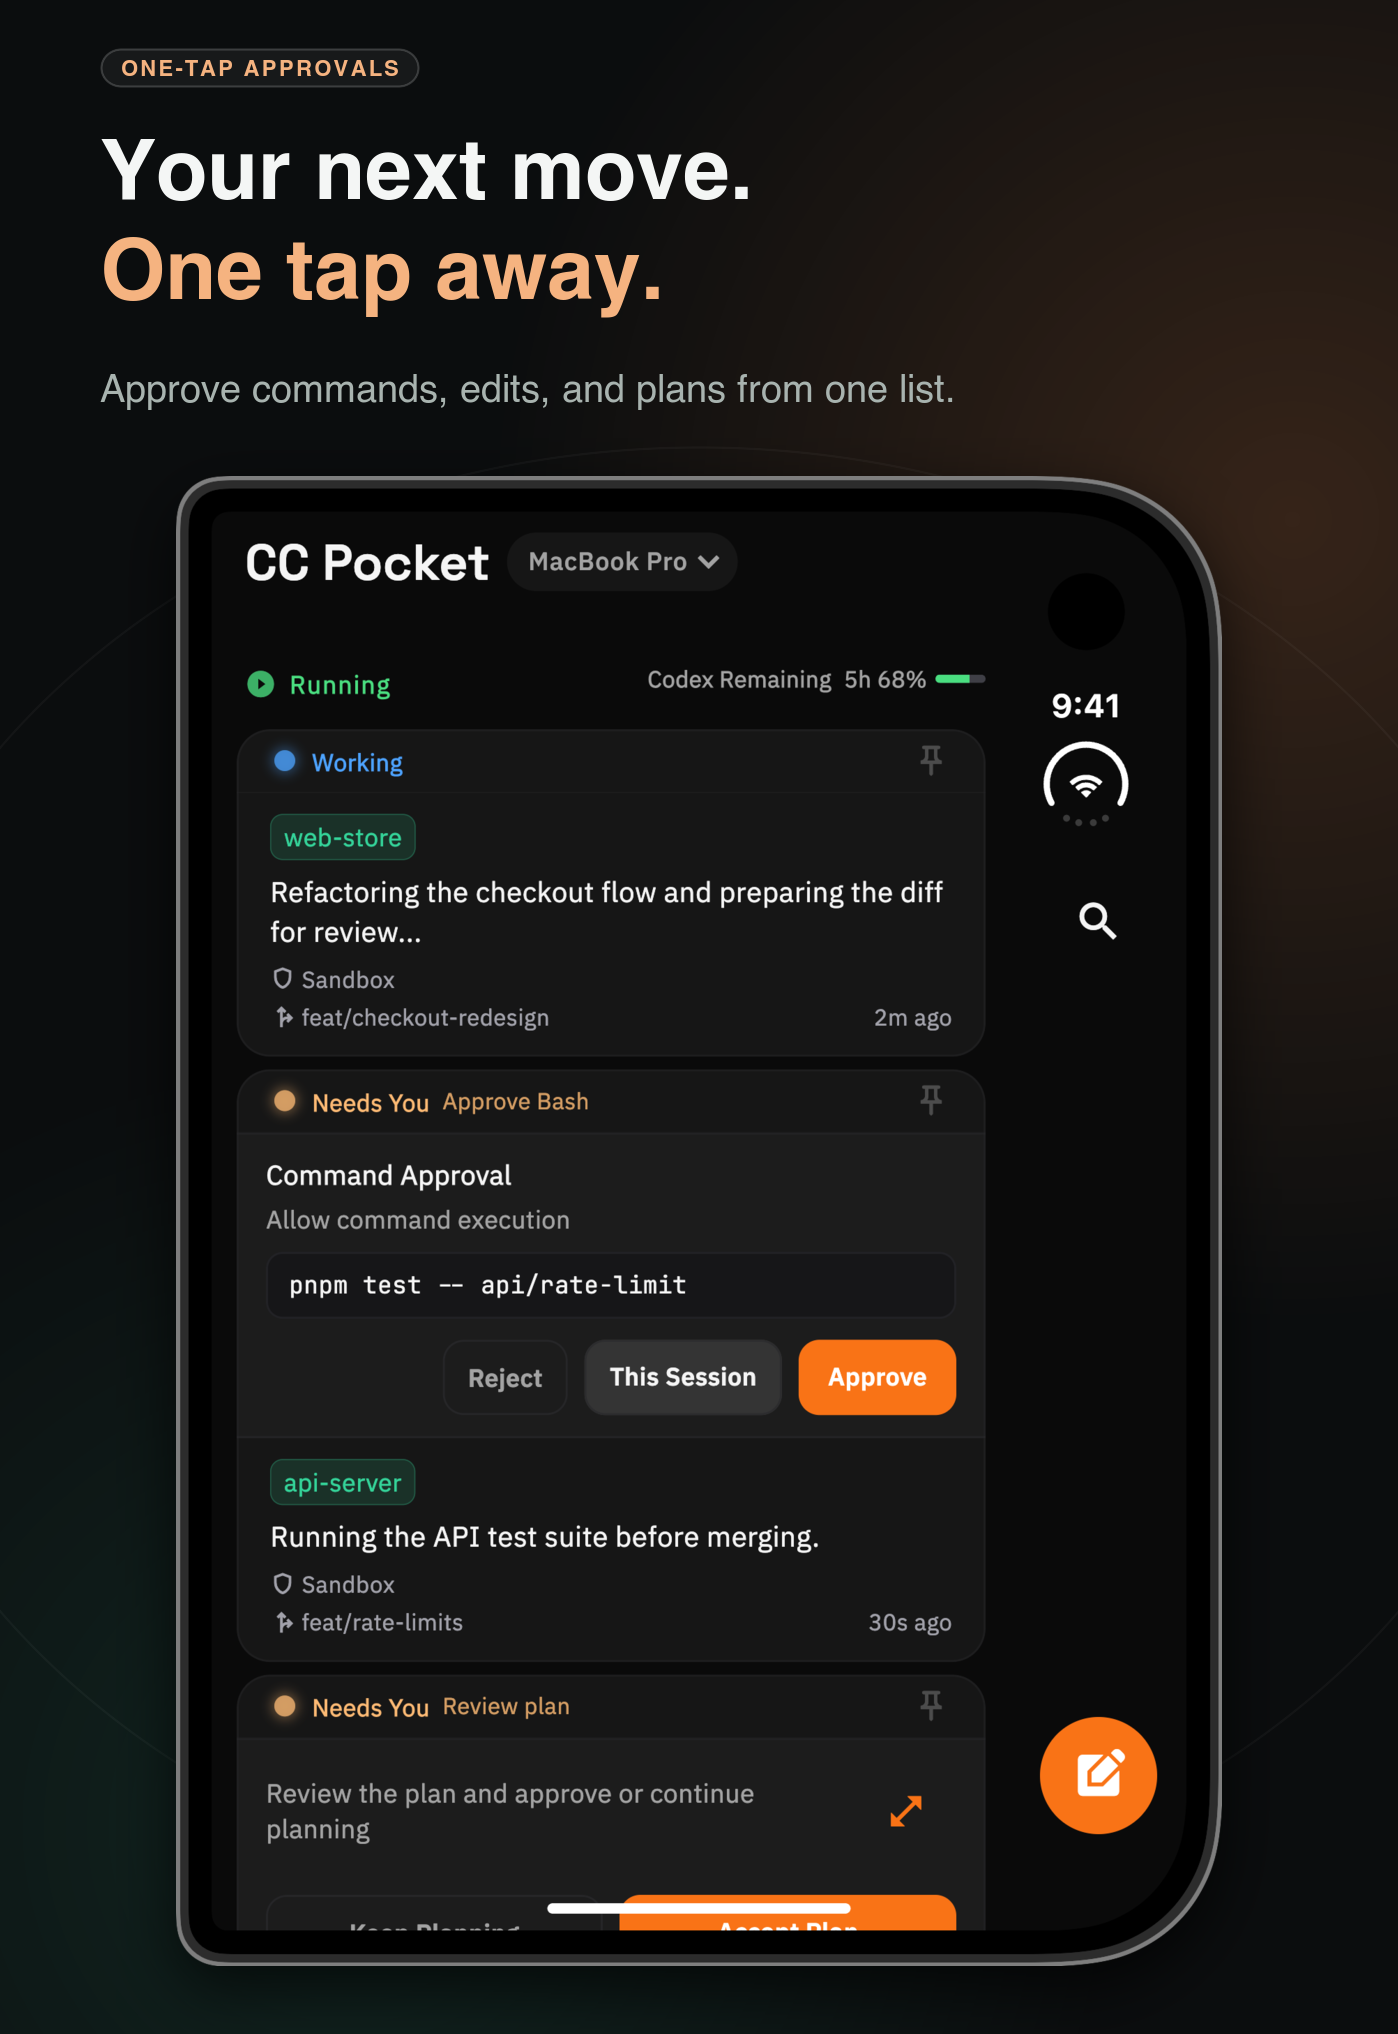 ONE-TAP APPROVALS
Your next move.
One tap away.
Approve commands, edits, and plans from one list.
CC Pocket
MacBook Pro
Running
Codex Remaining 5h 68%
9:41
Working
web-store
Refactoring the checkout flow and preparing the diff
for review...
Sandbox
feat/checkout-redesign
2m ago
Needs You Approve Bash
Command Approval
Allow command execution
pnpm test -- api/rate-limit
Reject
This Session
Approve
api-server
Running the API test suite before merging.
Sandbox
feat/rate-limits
30s ago
Needs You Review plan
Review the plan and approve or continue
planning
Keep Planning
Accept Plan